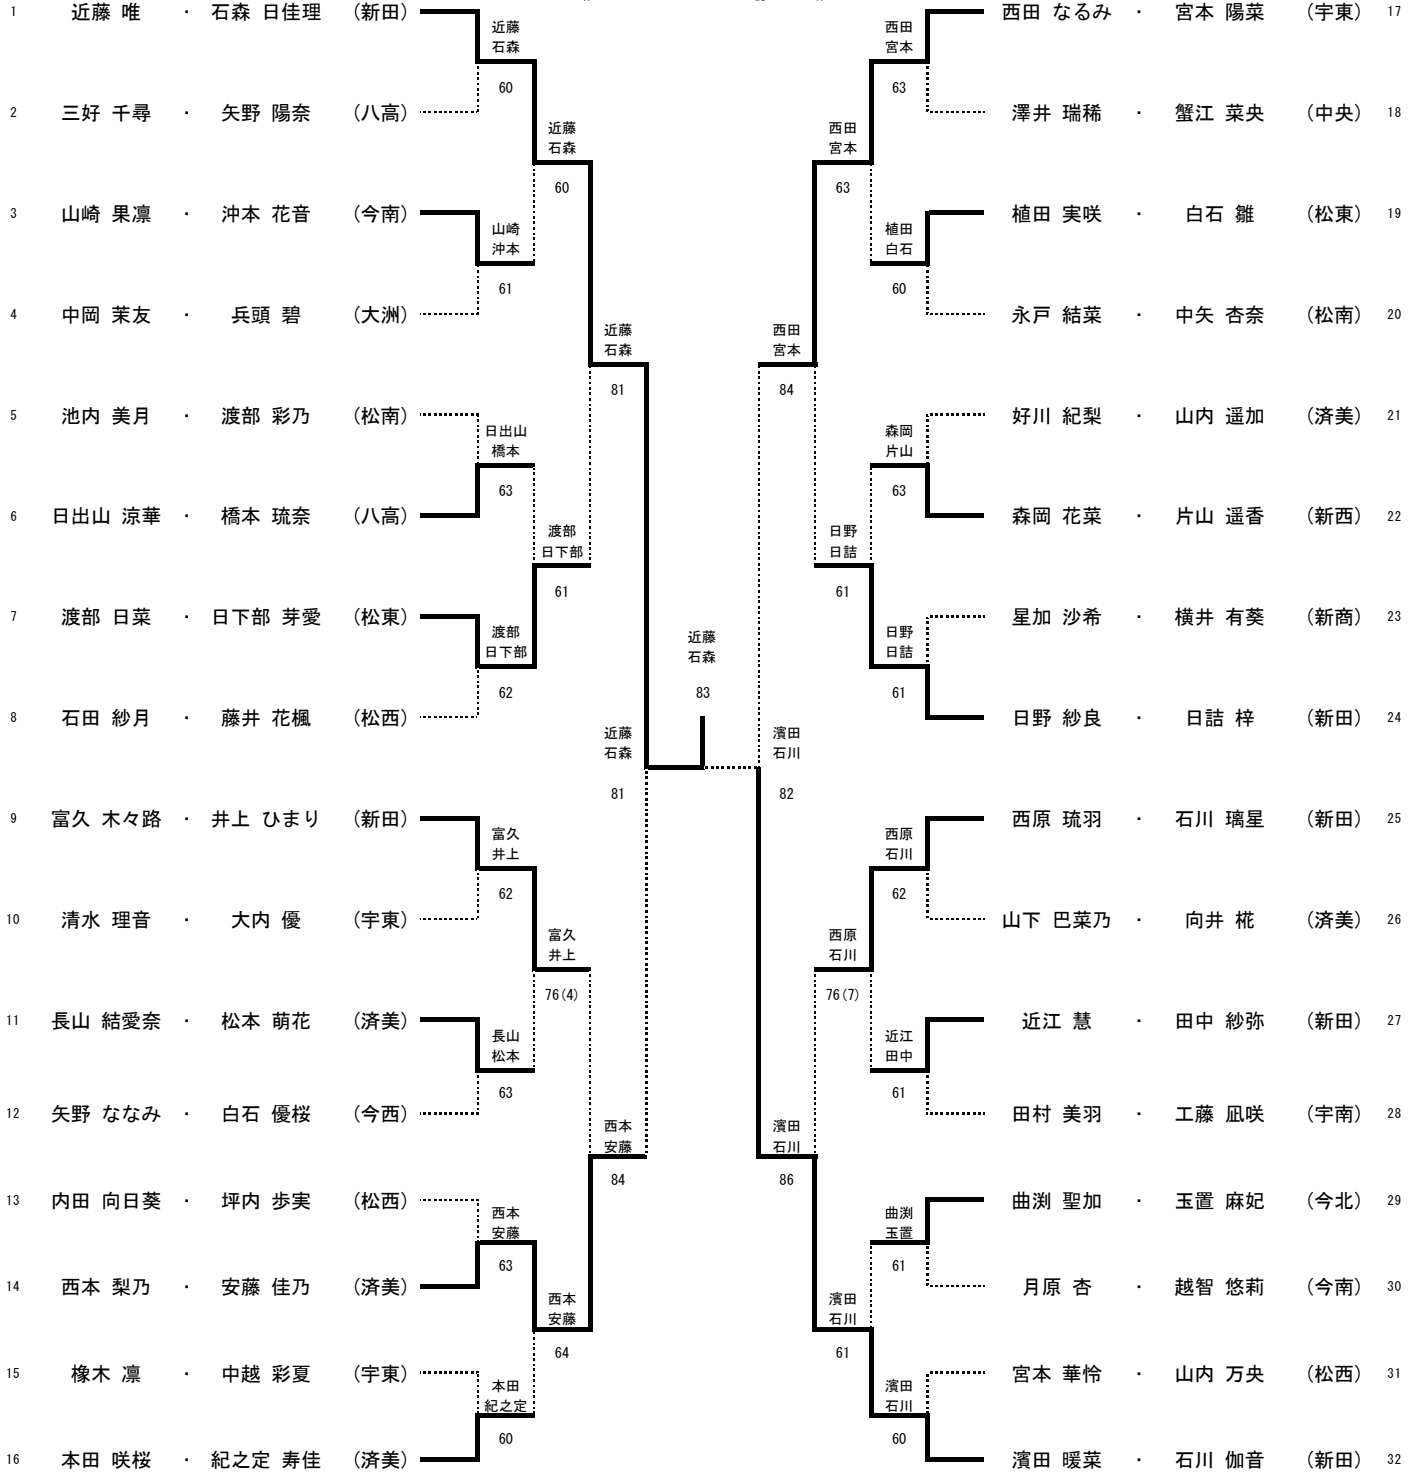 1 近藤 唯 ・ 石森 日佳理 (新田)
2 三好 千尋 ・ 矢野 陽奈 (八高)
3 山崎 果凛 ・ 沖本 花音 (今南)
4 中岡 茉友 ・ 兵頭 碧 (大洲)
5 池内 美月 ・ 渡部 彩乃 (松南)
6 日出山 涼華 ・ 橋本 琉奈 (八高)
7 渡部 日菜 ・ 日下部 芽愛 (松東)
8 石田 紗月 ・ 藤井 花楓 (松西)
9 富久 木々路 ・ 井上 ひまり (新田)
10 清水 理音 ・ 大内 優 (宇東)
11 長山 結愛奈 ・ 松本 萌花 (済美)
12 矢野 ななみ ・ 白石 優桜 (今西)
13 内田 向日葵 ・ 坪内 歩実 (松西)
14 西本 梨乃 ・ 安藤 佳乃 (済美)
15 橡木 凛 ・ 中越 彩夏 (宇東)
16 本田 咲桜 ・ 紀之定 寿佳 (済美)
近藤
石森
60
山崎
沖本
61
日出山
橋本
63
渡部
日下部
62
富久
井上
62
長山
松本
63
西本
安藤
63
本田
紀之定
60
近藤
石森
60
渡部
日下部
61
富久
井上
76(4)
西本
安藤
64
近藤
石森
81
西本
安藤
84
近藤
石森
81
近藤
石森
83
濱田
石川
82
西田
宮本
84
濱田
石川
86
西田
宮本
63
日野
日詰
61
西原
石川
76(7)
濱田
石川
61
西田
宮本
63
植田
白石
60
森岡
片山
63
日野
日詰
61
西原
石川
62
近江
田中
61
曲渕
玉置
61
濱田
石川
60
西田 なるみ ・ 宮本 陽菜 (宇東) 17
澤井 瑞稀 ・ 蟹江 菜央 (中央) 18
植田 実咲 ・ 白石 雛 (松東) 19
永戸 結菜 ・ 中矢 杏奈 (松南) 20
好川 紀梨 ・ 山内 遥加 (済美) 21
森岡 花菜 ・ 片山 遥香 (新西) 22
星加 沙希 ・ 横井 有葵 (新商) 23
日野 紗良 ・ 日詰 梓 (新田) 24
西原 琉羽 ・ 石川 璃星 (新田) 25
山下 巴菜乃 ・ 向井 椛 (済美) 26
近江 慧 ・ 田中 紗弥 (新田) 27
田村 美羽 ・ 工藤 凪咲 (宇南) 28
曲渕 聖加 ・ 玉置 麻妃 (今北) 29
月原 杏 ・ 越智 悠莉 (今南) 30
宮本 華怜 ・ 山内 万央 (松西) 31
濱田 暖菜 ・ 石川 伽音 (新田) 32